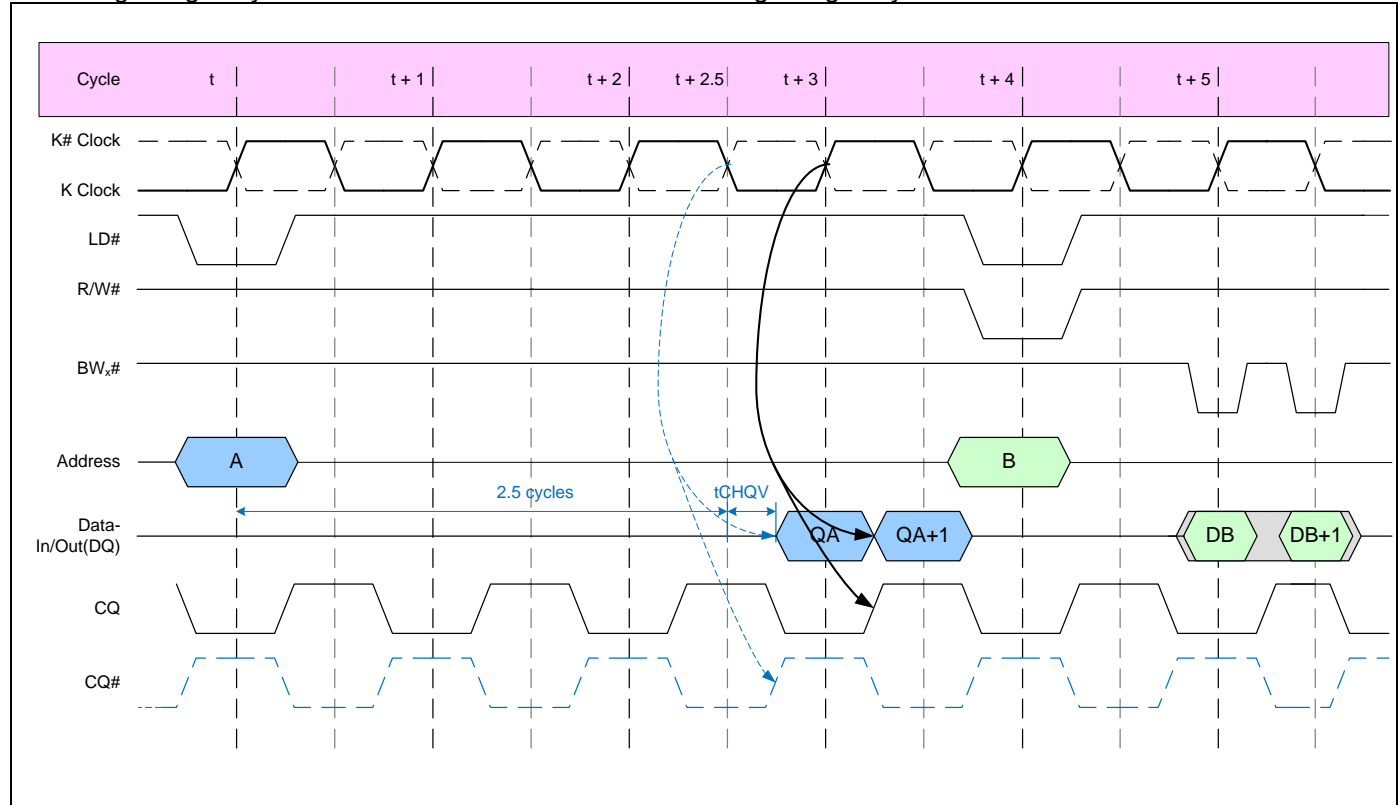 Cycle t t + 1 t + 2 t + 2.5 t + 3 t + 4 t + 5
K# Clock
K Clock
LD#
R/W#
BWx#
Address A B
2.5 cycles tCHQV
Data-
In/Out(DQ) QA QA+1 DB DB+1
CQ
CQ#